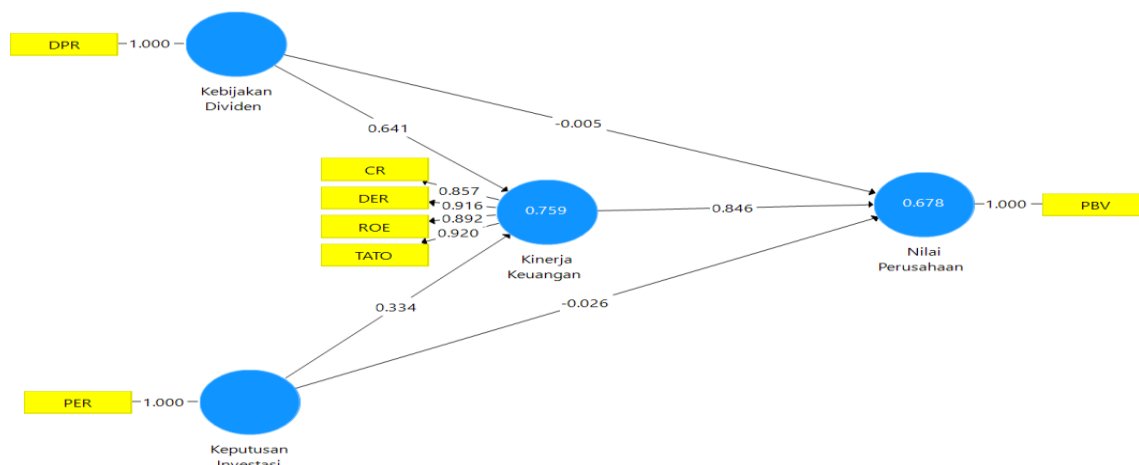 DPR
1.000
Kebijakan
Dividen
-0.005
0.641
CR
0.857
DER
0.916
ROE
0.892
TATO
0.920
0.759
Kinerja
Keuangan
0.846
0.678
Nilai
Perusahaan
1.000
PBV
0.334
-0.026
PER
1.000
Keputusan
Investasi